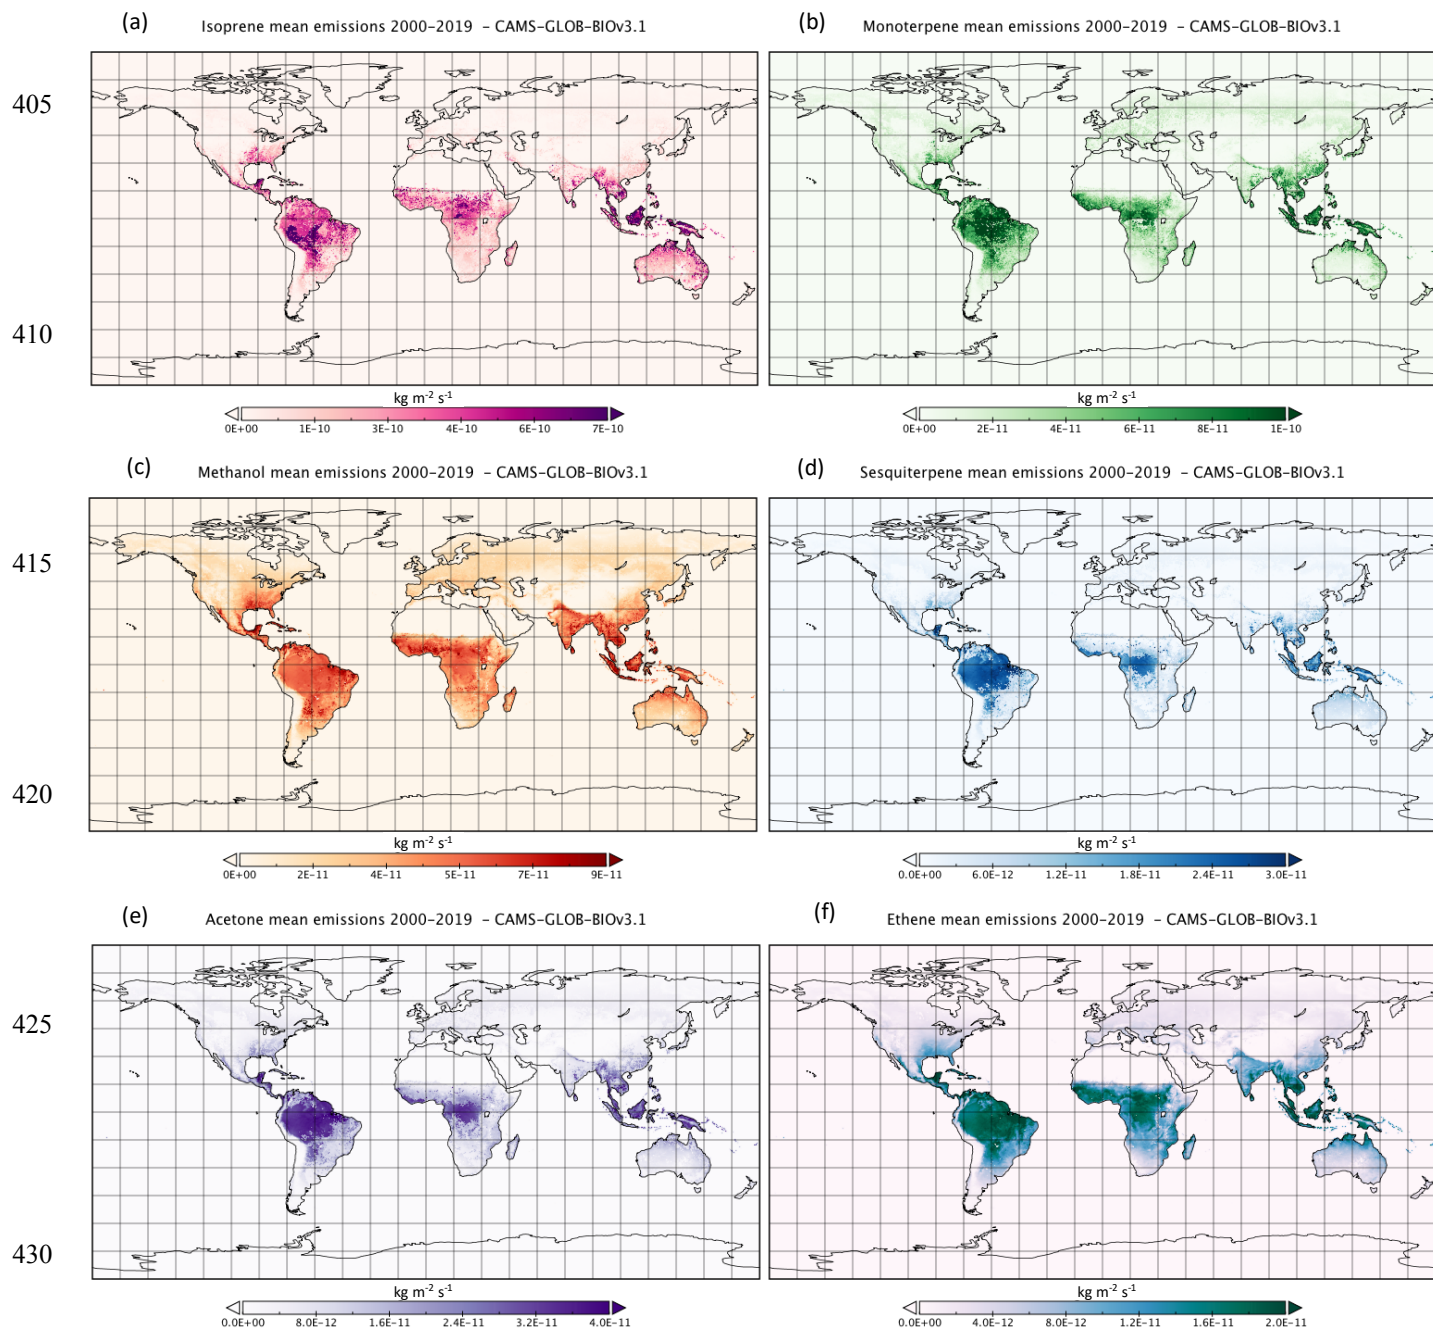 (a) Isoprene mean emissions 2000-2019 - CAMS-GLOB-BIOv3.1
(b) Monoterpene mean emissions 2000-2019 - CAMS-GLOB-BIOv3.1
405
410
kg m-2 s-1
0E+00 1E-10 3E-10 4E-10 6E-10 7E-10
kg m-2 s-1
0E+00 2E-11 4E-11 6E-11 8E-11 1E-10
(c) Methanol mean emissions 2000-2019 - CAMS-GLOB-BIOv3.1
(d) Sesquiterpene mean emissions 2000-2019 - CAMS-GLOB-BIOv3.1
415
420
kg m-2 s-1
0E+00 2E-11 4E-11 5E-11 7E-11 9E-11
kg m-2 s-1
0.0E+00 6.0E-12 1.2E-11 1.8E-11 2.4E-11 3.0E-11
(e) Acetone mean emissions 2000-2019 - CAMS-GLOB-BIOv3.1
(f) Ethene mean emissions 2000-2019 - CAMS-GLOB-BIOv3.1
425
430
kg m-2 s-1
0.0E+00 8.0E-12 1.6E-11 2.4E-11 3.2E-11 4.0E-11
kg m-2 s-1
0.0E+00 4.0E-12 8.0E-12 1.2E-11 1.6E-11 2.0E-11